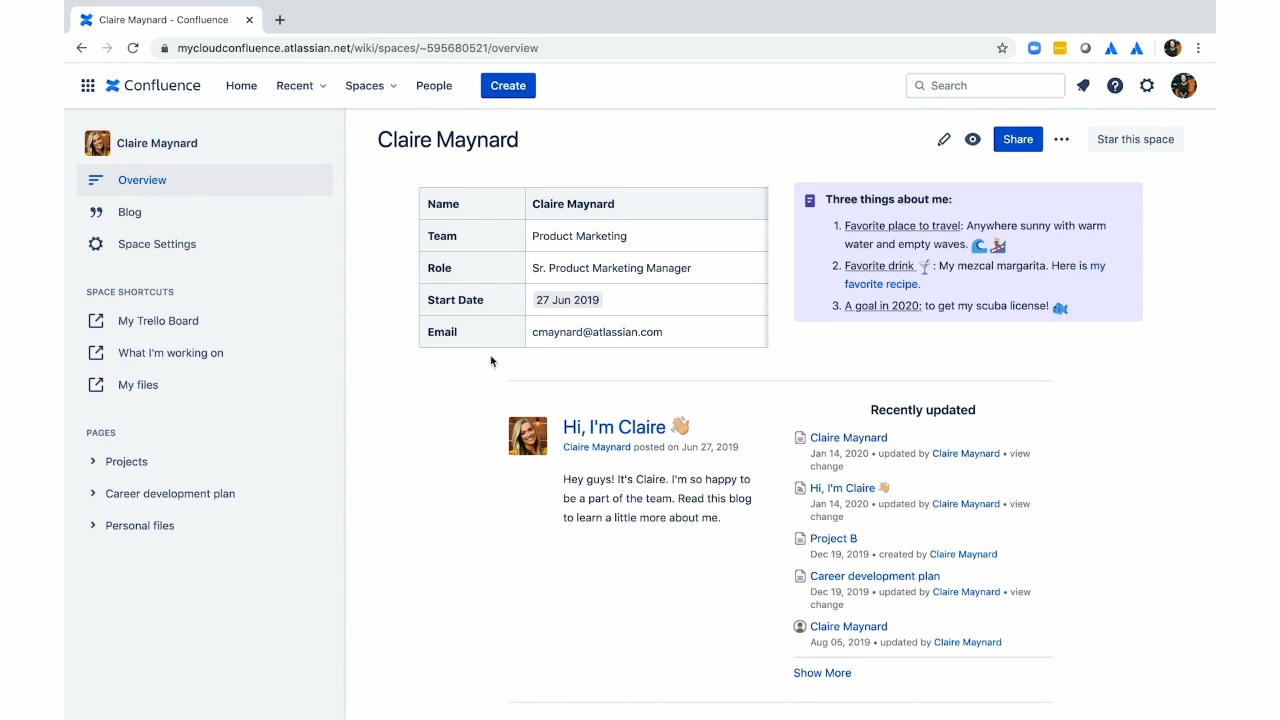 Claire Maynard - Confluence
mycloudconfluence.atlassian.net/wiki/spaces/~595680521/overview
Confluence Home Recent Spaces People Create Search
Claire Maynard
Overview
Blog
Space Settings
SPACE SHORTCUTS
My Trello Board
What I'm working on
My files
PAGES
Projects
Career development plan
Personal files
Claire Maynard
Share Star this space
Name Claire Maynard
Team Product Marketing
Role Sr. Product Marketing Manager
Start Date 27 Jun 2019
Email cmaynard@atlassian.com
Three things about me:
1. Favorite place to travel: Anywhere sunny with warm
water and empty waves. 🌊🏄
2. Favorite drink 🍸: My mezcal margarita. Here is my
favorite recipe.
3. A goal in 2020: to get my scuba license! 🐟
Hi, I'm Claire 👋🏼
Claire Maynard posted on Jun 27, 2019
Hey guys! It's Claire. I'm so happy to
be a part of the team. Read this blog
to learn a little more about me.
Recently updated
Claire Maynard
Jan 14, 2020 • updated by Claire Maynard • view
change
Hi, I'm Claire 👋🏼
Jan 14, 2020 • updated by Claire Maynard • view
change
Project B
Dec 19, 2019 • created by Claire Maynard
Career development plan
Dec 19, 2019 • updated by Claire Maynard • view
change
Claire Maynard
Aug 05, 2019 • updated by Claire Maynard
Show More